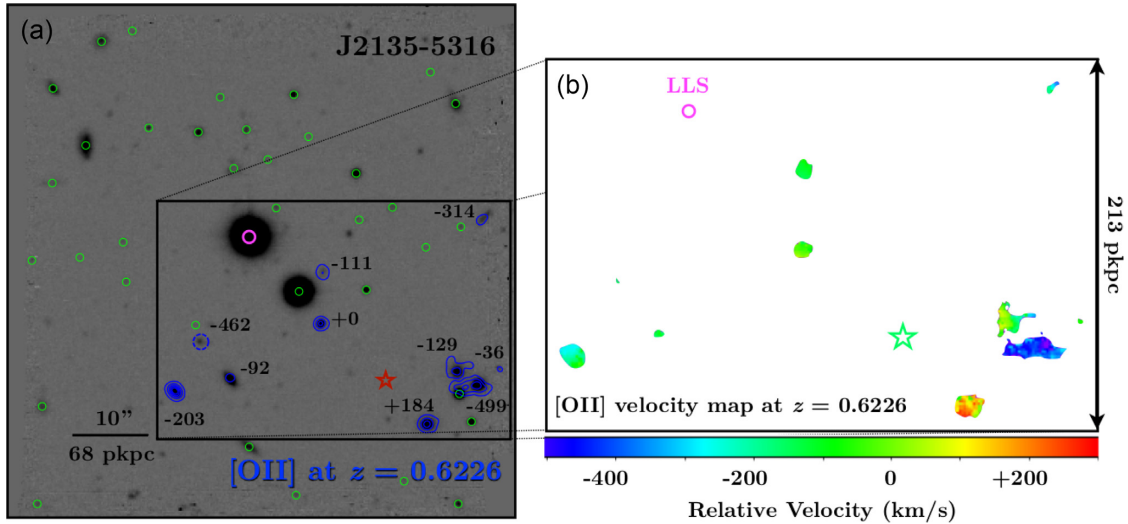 (a)
J2135-5316
-314
-111
+0
-462
-129
-36
-92
-203
+184
-499
10"
68 pkpc
[OII] at z = 0.6226
(b)
LLS
213 pkpc
[OII] velocity map at z = 0.6226
-400
-200
0
+200
Relative Velocity (km/s)